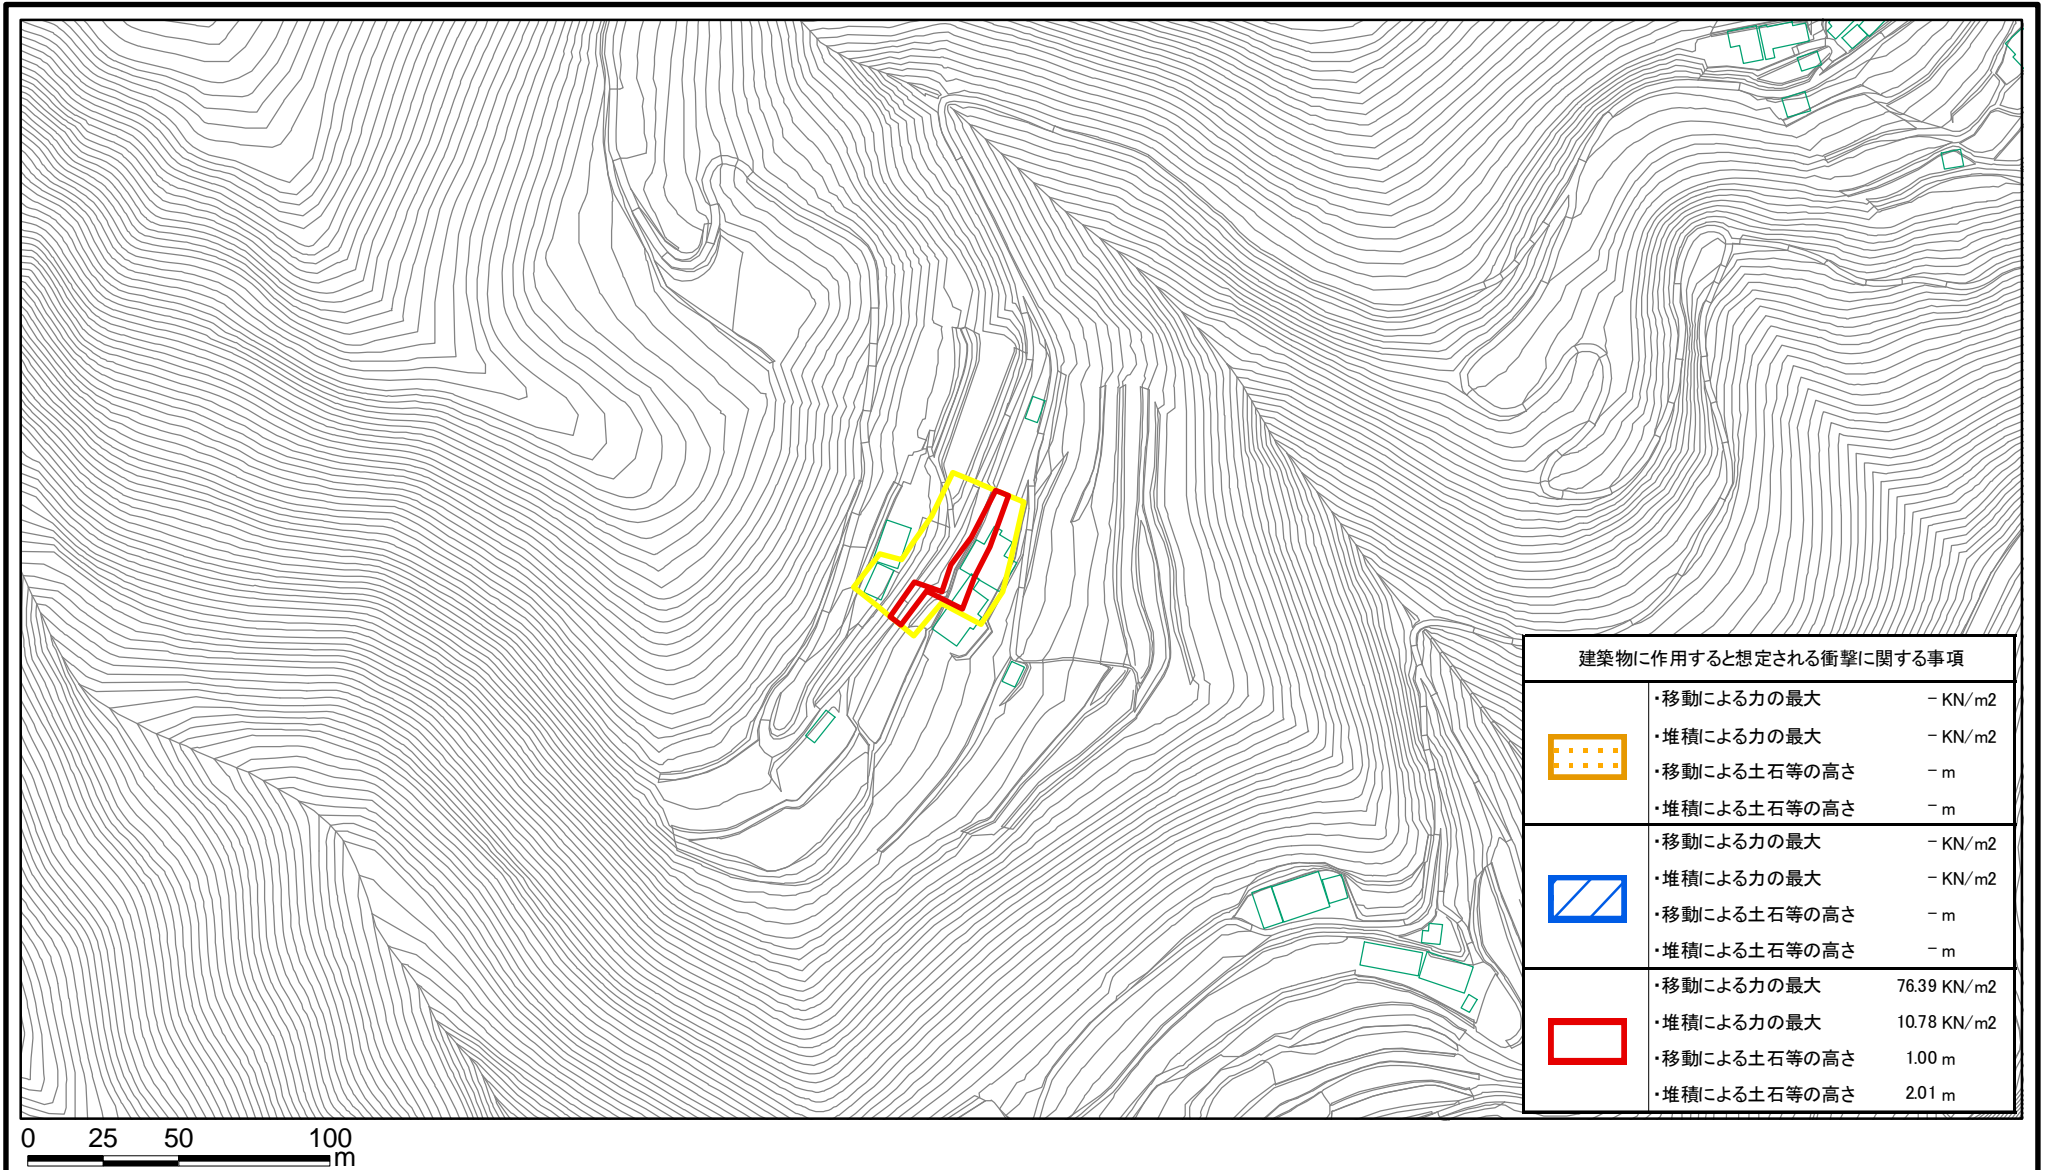 建築物に作用すると想定される衝撃に関する事項
・移動による力の最大 － KN/m2
・堆積による力の最大 － KN/m2
・移動による土石等の高さ － m
・堆積による土石等の高さ － m
・移動による力の最大 － KN/m2
・堆積による力の最大 － KN/m2
・移動による土石等の高さ － m
・堆積による土石等の高さ － m
・移動による力の最大 76.39 KN/m2
・堆積による力の最大 10.78 KN/m2
・移動による土石等の高さ 1.00 m
・堆積による土石等の高さ 2.01 m
0 25 50 100
m